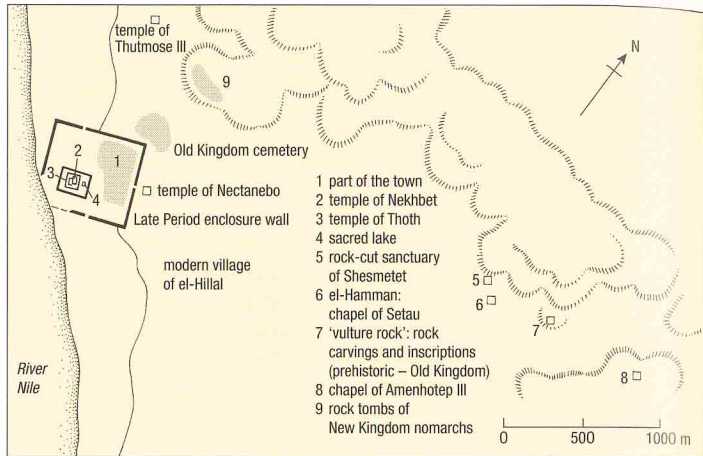 temple of
Thutmose III
9
N
Old Kingdom cemetery
2
1
3
4
temple of Nectanebo
Late Period enclosure wall
modern village
of el-Hillal
River
Nile
1 part of the town
2 temple of Nekhbet
3 temple of Thoth
4 sacred lake
5 rock-cut sanctuary
of Shesmetet
6 el-Hamman:
chapel of Setau
7 ‘vulture rock’: rock
carvings and inscriptions
(prehistoric – Old Kingdom)
8 chapel of Amenhotep III
9 rock tombs of
New Kingdom nomarchs
5
6
7
8
0 500 1000 m